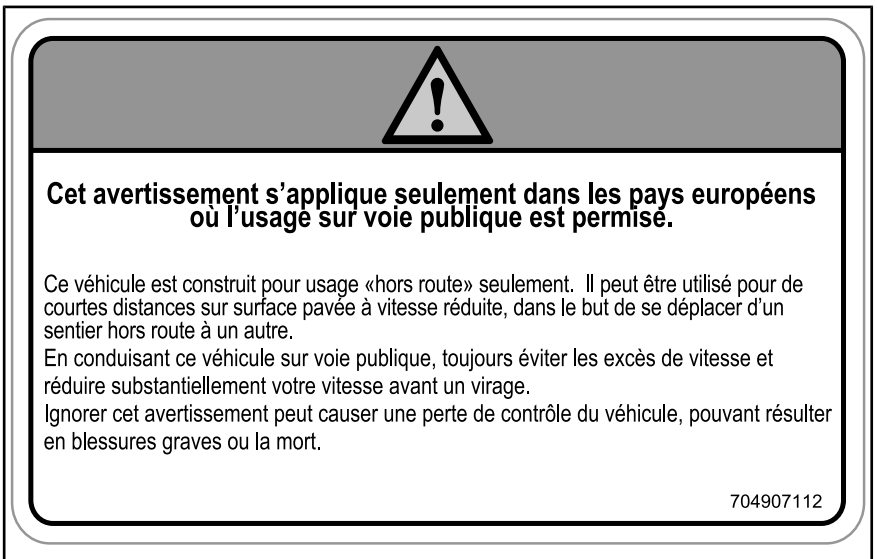 Cet avertissement s'applique seulement dans les pays européens
où l'usage sur voie publique est permise.
Ce véhicule est construit pour usage «hors route» seulement. Il peut être utilisé pour de
courtes distances sur surface pavée à vitesse réduite, dans le but de se déplacer d'un
sentier hors route à un autre.
En conduisant ce véhicule sur voie publique, toujours éviter les excès de vitesse et
réduire substantiellement votre vitesse avant un virage.
Ignorer cet avertissement peut causer une perte de contrôle du véhicule, pouvant résulter
en blessures graves ou la mort.
704907112